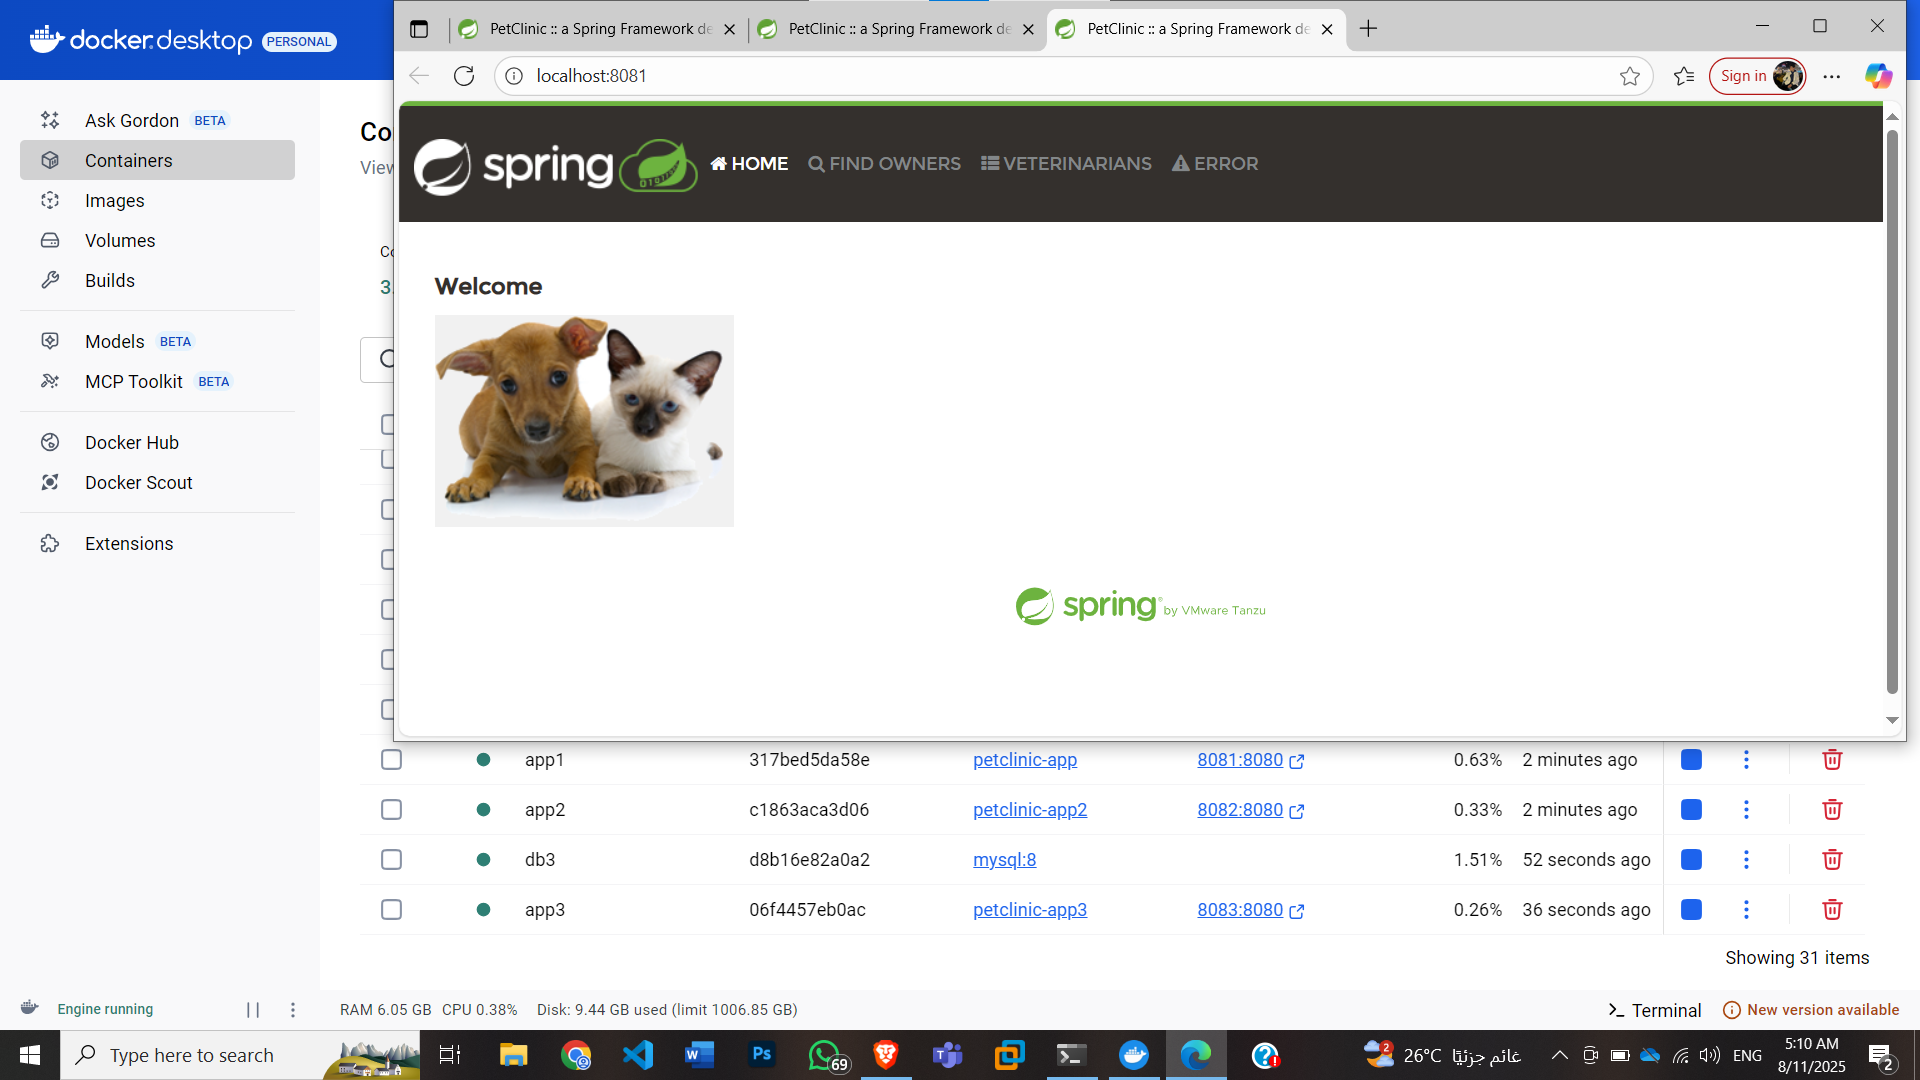 docker.desktop PERSONAL
PetClinic :: a Spring Framework de
PetClinic :: a Spring Framework de
PetClinic :: a Spring Framework de
localhost:8081
Sign in
Ask Gordon BETA
Containers
Images
Volumes
Builds
Models BETA
MCP Toolkit BETA
Docker Hub
Docker Scout
Extensions
Co
View
Co
3.
spring
HOME FIND OWNERS VETERINARIANS ERROR
Welcome
spring by VMware Tanzu
app1 317bed5da58e petclinic-app 8081:8080 0.63% 2 minutes ago
app2 c1863aca3d06 petclinic-app2 8082:8080 0.33% 2 minutes ago
db3 d8b16e82a0a2 mysql:8 1.51% 52 seconds ago
app3 06f4457eb0ac petclinic-app3 8083:8080 0.26% 36 seconds ago
Showing 31 items
Engine running RAM 6.05 GB CPU 0.38% Disk: 9.44 GB used (limit 1006.85 GB) Terminal New version available
Type here to search W Ps 69 2 26°C غائم جزئيًا ENG 5:10 AM
8/11/2025 2